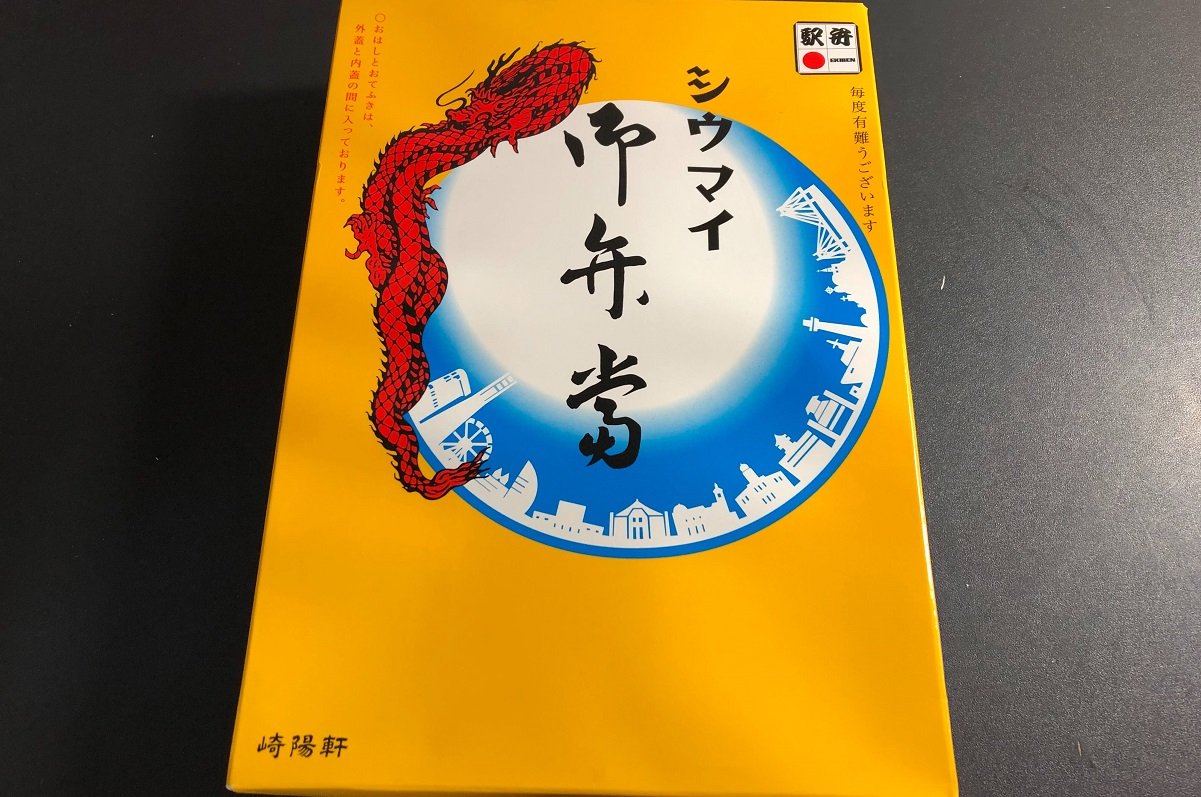 駅弁
EKIBEN
毎度有難うございます
シウマイ
御弁当
○おはしとおてふきは、
外蓋と内蓋の間に入っております。
崎陽軒